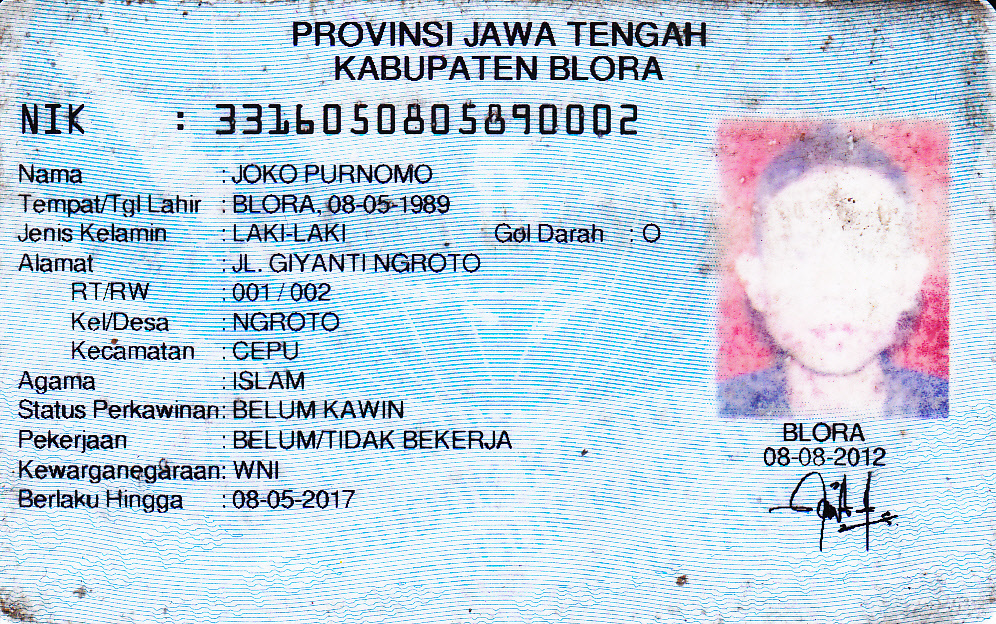 PROVINSI JAWA TENGAH
KABUPATEN BLORA
NIK : 3316050805890002
Nama : JOKO PURNOMO
Tempat/Tgl Lahir : BLORA, 08-05-1989
Jenis Kelamin : LAKI-LAKI Gol Darah : O
Alamat : JL. GIYANTI NGROTO
RT/RW : 001 / 002
Kel/Desa : NGROTO
Kecamatan : CEPU
Agama : ISLAM
Status Perkawinan: BELUM KAWIN
Pekerjaan : BELUM/TIDAK BEKERJA
Kewarganegaraan: WNI
Berlaku Hingga : 08-05-2017
BLORA
08-08-2012